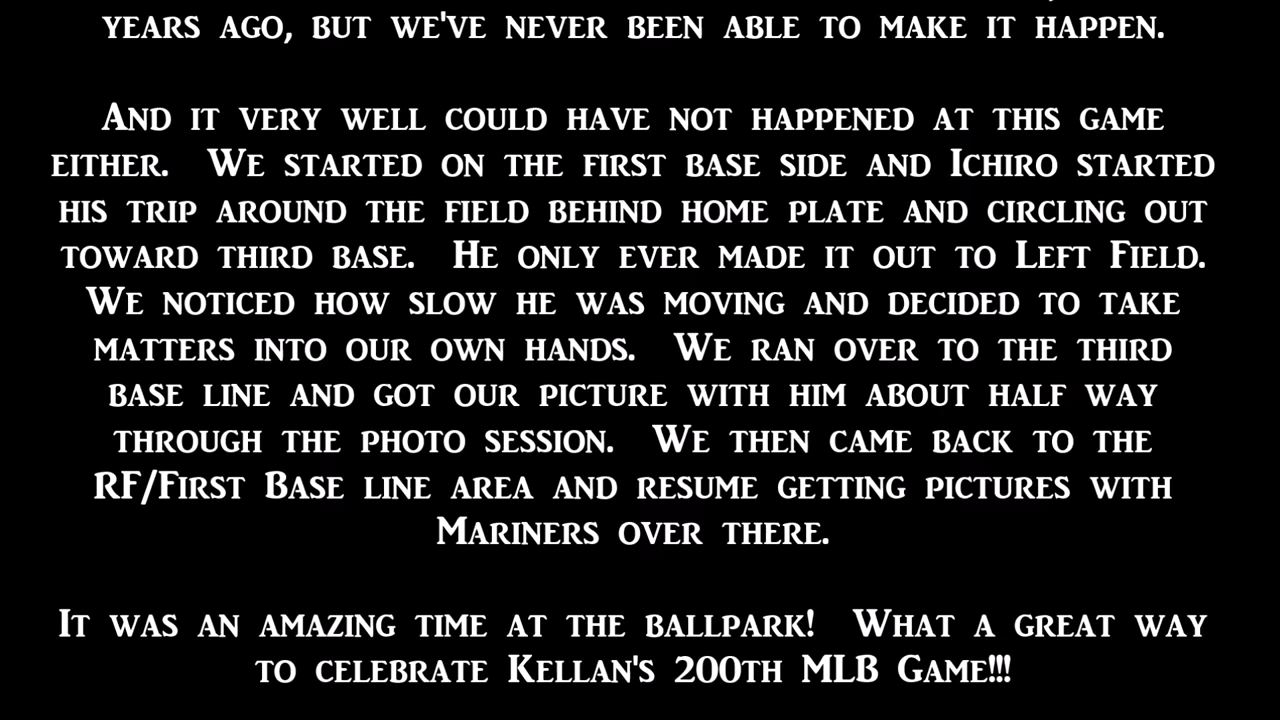 YEARS AGO, BUT WE'VE NEVER BEEN ABLE TO MAKE IT HAPPEN.
AND IT VERY WELL COULD HAVE NOT HAPPENED AT THIS GAME
EITHER. WE STARTED ON THE FIRST BASE SIDE AND ICHIRO STARTED
HIS TRIP AROUND THE FIELD BEHIND HOME PLATE AND CIRCLING OUT
TOWARD THIRD BASE. HE ONLY EVER MADE IT OUT TO LEFT FIELD.
WE NOTICED HOW SLOW HE WAS MOVING AND DECIDED TO TAKE
MATTERS INTO OUR OWN HANDS. WE RAN OVER TO THE THIRD
BASE LINE AND GOT OUR PICTURE WITH HIM ABOUT HALF WAY
THROUGH THE PHOTO SESSION. WE THEN CAME BACK TO THE
RF/FIRST BASE LINE AREA AND RESUME GETTING PICTURES WITH
MARINERS OVER THERE.
IT WAS AN AMAZING TIME AT THE BALLPARK! WHAT A GREAT WAY
TO CELEBRATE KELLAN'S 200TH MLB GAME!!!